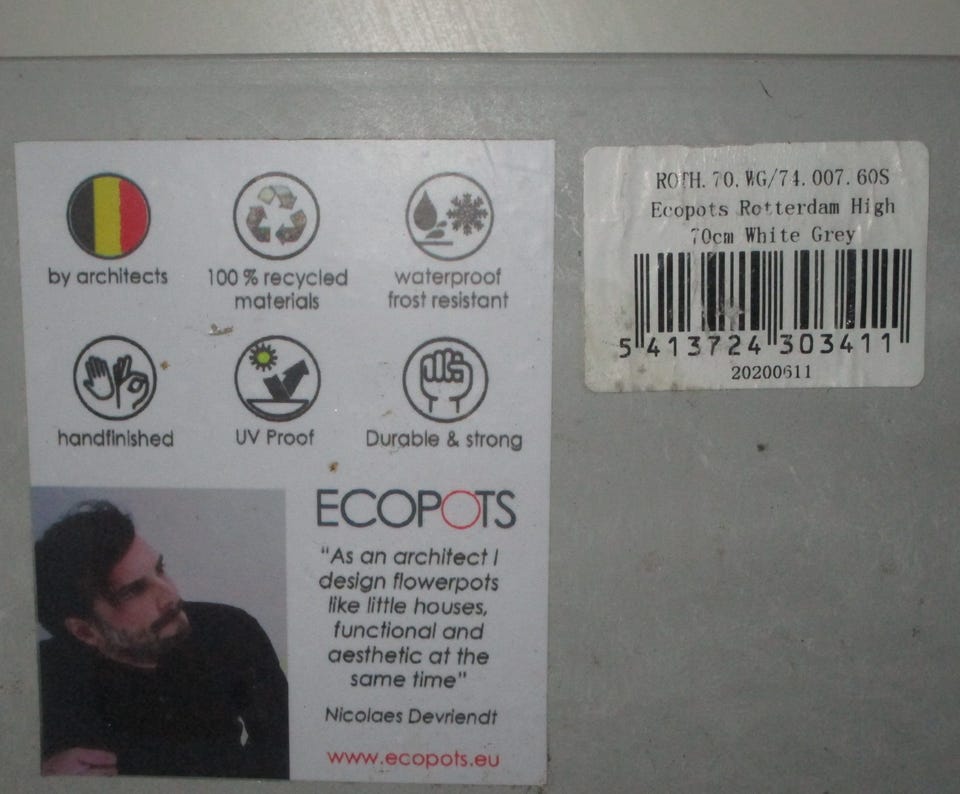 by architects
100 % recycled
materials
waterproof
frost resistant
handfinished
UV Proof
Durable & strong
ECOPOTS
"As an architect I
design flowerpots
like little houses,
functional and
aesthetic at the
same time"
Nicolaes Devriendt
www.ecopots.eu
ROTH.70.WG/74.007.60S
Ecopots Rotterdam High
70cm White Grey
5 413724 303411
20200611